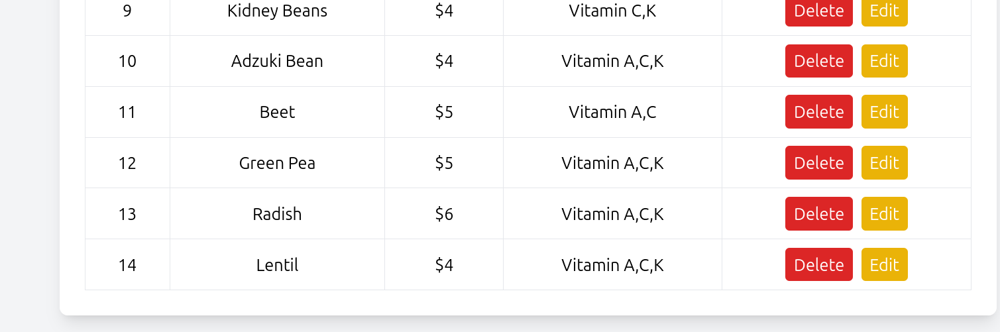 9 Kidney Beans $4 Vitamin C,K Delete Edit
10 Adzuki Bean $4 Vitamin A,C,K Delete Edit
11 Beet $5 Vitamin A,C Delete Edit
12 Green Pea $5 Vitamin A,C,K Delete Edit
13 Radish $6 Vitamin A,C,K Delete Edit
14 Lentil $4 Vitamin A,C,K Delete Edit